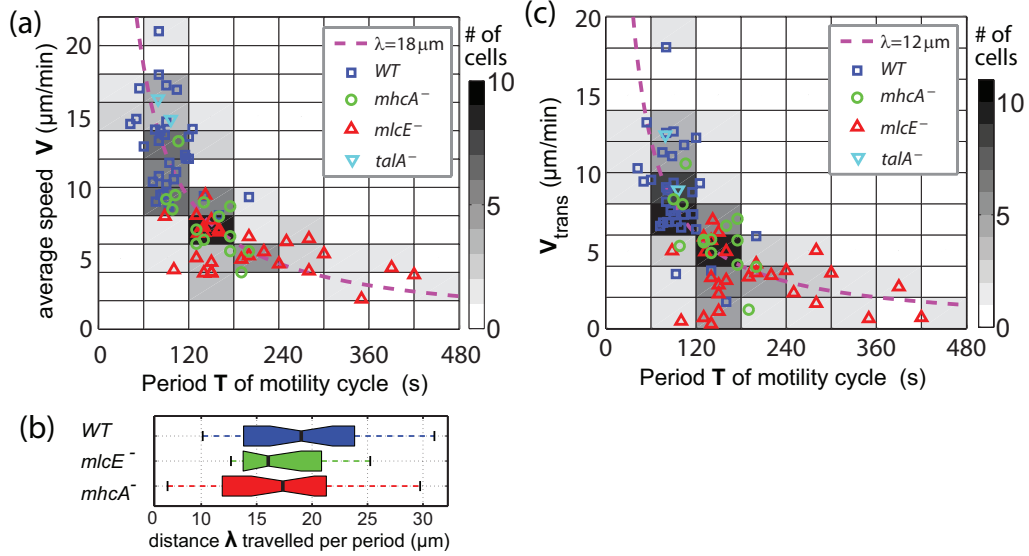 (a)
20
15
10
5
0
average speed V (μm/min)
0 120 240 360 480
Period T of motility cycle (s)
λ=18μm
WT
mhcA⁻
mlcE⁻
talA⁻
# of
cells
10
5
0
(b)
WT
mlcE⁻
mhcA⁻
0 10 15 20 25 30
distance λ travelled per period (μm)
(c)
20
15
10
5
0
Vtrans (μm/min)
0 120 240 360 480
Period T of motility cycle (s)
λ=12μm
WT
mhcA⁻
mlcE⁻
talA⁻
# of
cells
10
5
0